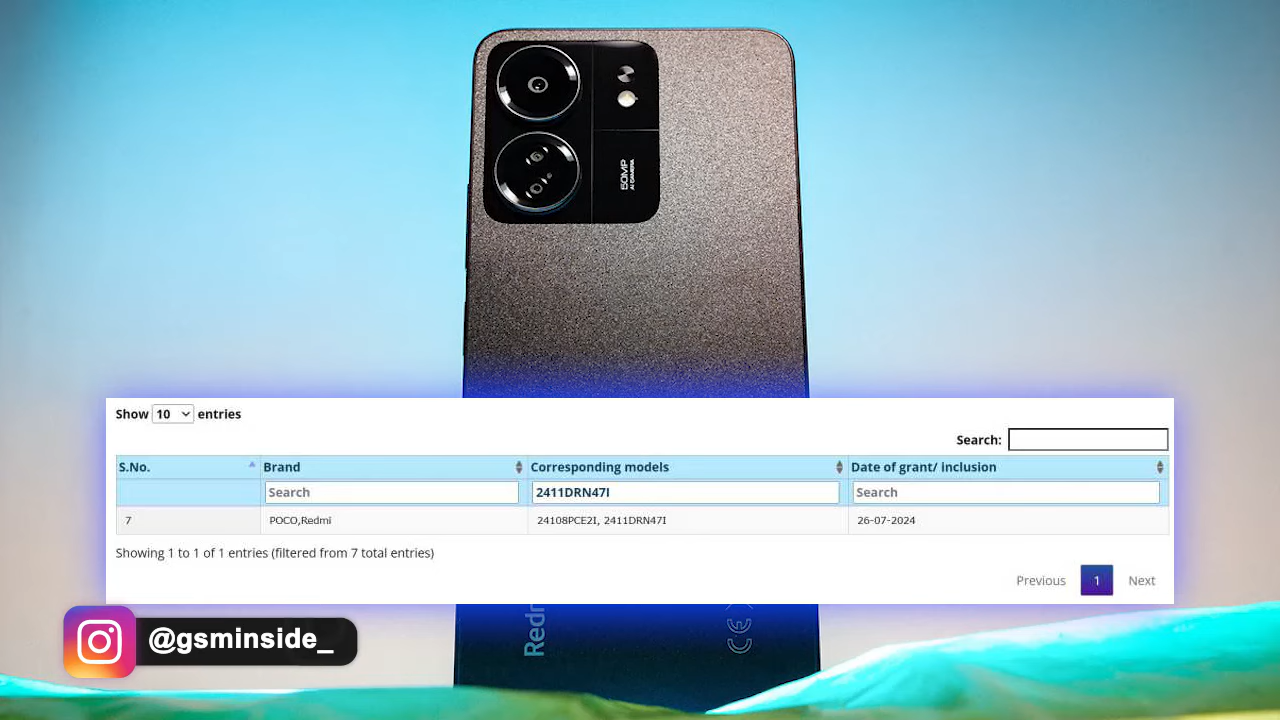 50MP
AI CAMERA
Show 10 entries
Search:
S.No. Brand Corresponding models Date of grant/ inclusion
Search 2411DRN47I Search
7 POCO,Redmi 24108PCE2I, 2411DRN47I 26-07-2024
Showing 1 to 1 of 1 entries (filtered from 7 total entries)
Previous 1 Next
Redm
CE
@gsminside_